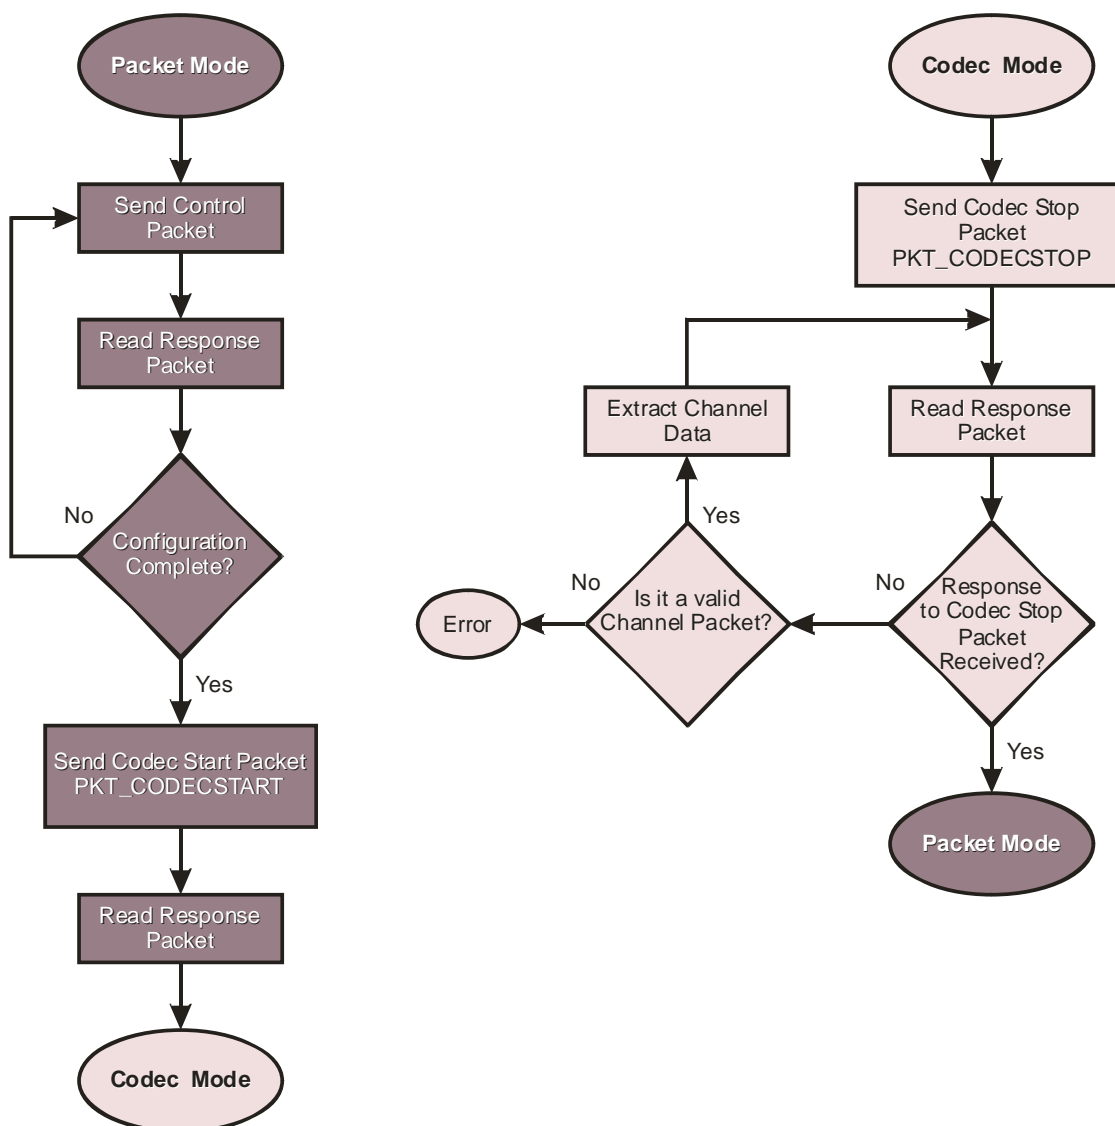 Packet Mode
Send Control
Packet
Read Response
Packet
No
Configuration
Complete?
Yes
Send Codec Start Packet
PKT_CODECSTART
Read Response
Packet
Codec Mode
Codec Mode
Send Codec Stop
Packet
PKT_CODECSTOP
Extract Channel
Data
Read Response
Packet
Yes
No
Is it a valid
Channel Packet?
Error
No
Response
to Codec Stop
Packet
Received?
Yes
Packet Mode